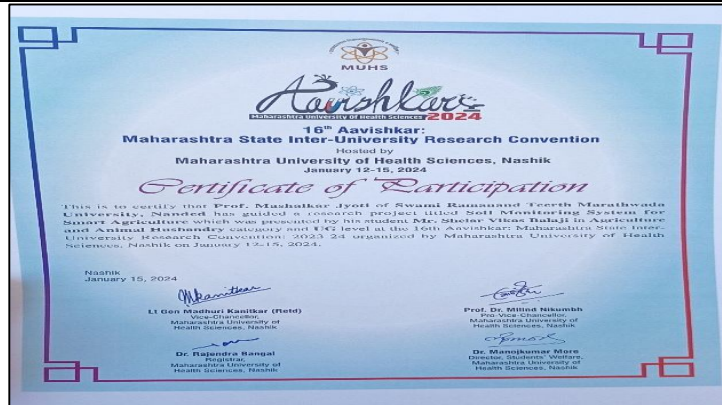 MUHS
Aavishkar
Maharashtra University Of Health Sciences 2024
16th Aavishkar:
Maharashtra State Inter-University Research Convention
Hosted by
Maharashtra University of Health Sciences, Nashik
January 12-15, 2024
Certificate of Participation
This is to certify that Prof. Mashalkar Jyoti of Swami Ramanand Teerth Marathwada
University, Nanded has guided a research project titled Soil Monitoring System for
Smart Agriculture which was presented by his student Mr. Shelar Vikas Balaji in Agriculture
and Animal Husbandry category and UG level at the 16th Aavishkar: Maharashtra State Inter-
University Research Convention: 2023-24 organized by Maharashtra University of Health
Sciences, Nashik on January 12-15, 2024.
Nashik
January 15, 2024
Lt Gen Madhuri Kanitkar (Retd)
Vice-Chancellor,
Maharashtra University of
Health Sciences, Nashik
Prof. Dr. Milind Nikumbh
Pro-Vice-Chancellor,
Maharashtra University of
Health Sciences, Nashik
Dr. Rajendra Bangal
Registrar,
Maharashtra University of
Health Sciences, Nashik
Dr. Manojkumar More
Director, Students' Welfare,
Maharashtra University of
Health Sciences, Nashik